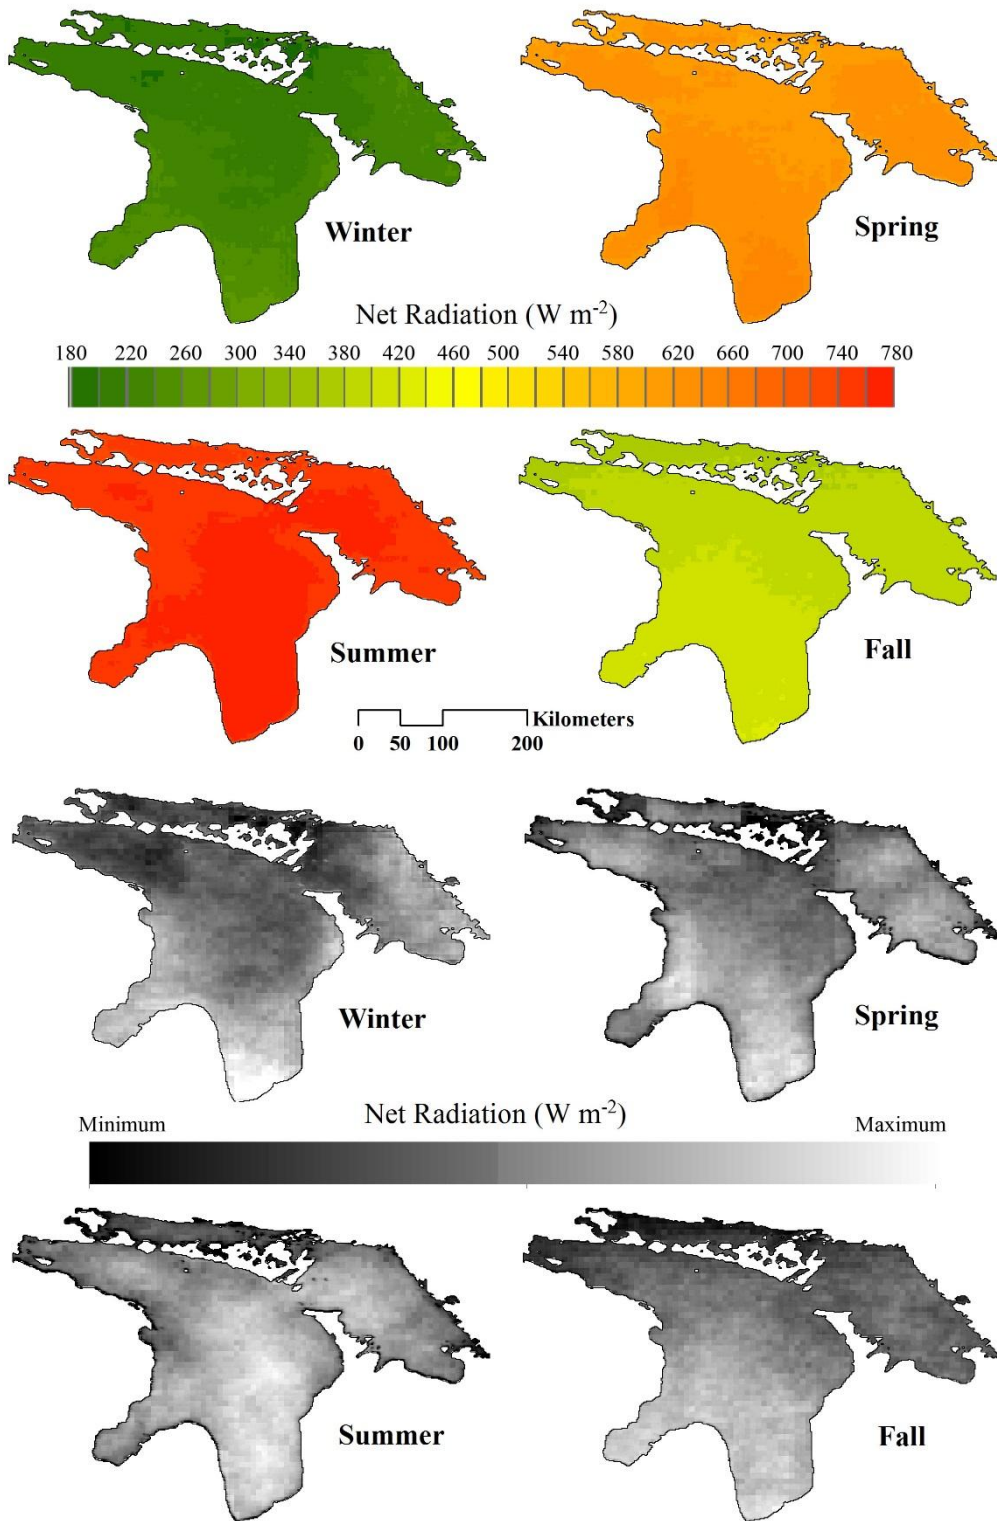 Winter
Spring
Net Radiation (W m-2)
180 220 260 300 340 380 420 460 500 540 580 620 660 700 740 780
Summer
Fall
Kilometers
0 50 100 200
Winter
Spring
Net Radiation (W m-2)
Minimum
Maximum
Summer
Fall